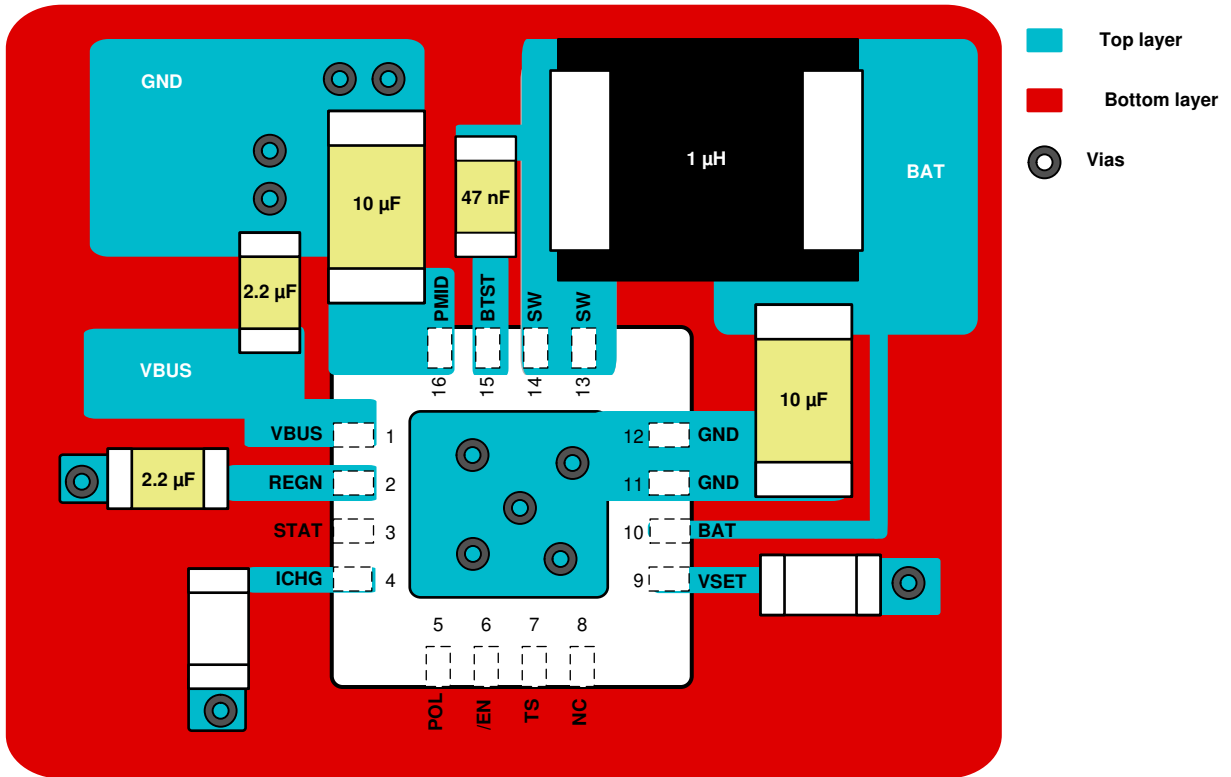 GND
Top layer
Bottom layer
Vias
1 µH
BAT
10 µF
47 nF
2.2 µF
PMID
BTST
SW
SW
VBUS
16
15
14
13
10 µF
VBUS
1
12
GND
2.2 µF
REGN
2
11
GND
STAT
3
10
BAT
ICHG
4
9
VSET
5
6
7
8
POL
/EN
TS
NC